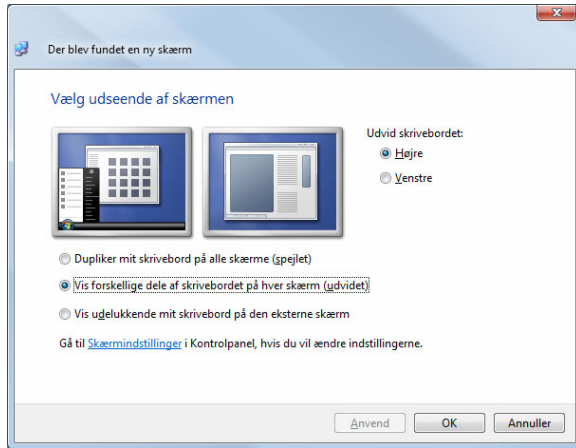 Der blev fundet en ny skærm
Vælg udseende af skærmen
Udvid skrivebordet:
Højre
Venstre
Dupliker mit skrivebord på alle skærme (spejlet)
Vis forskellige dele af skrivebordet på hver skærm (udvidet)
Vis udelukkende mit skrivebord på den eksterne skærm
Gå til Skærmindstillinger i Kontrolpanel, hvis du vil ændre indstillingerne.
Anvend OK Annuller